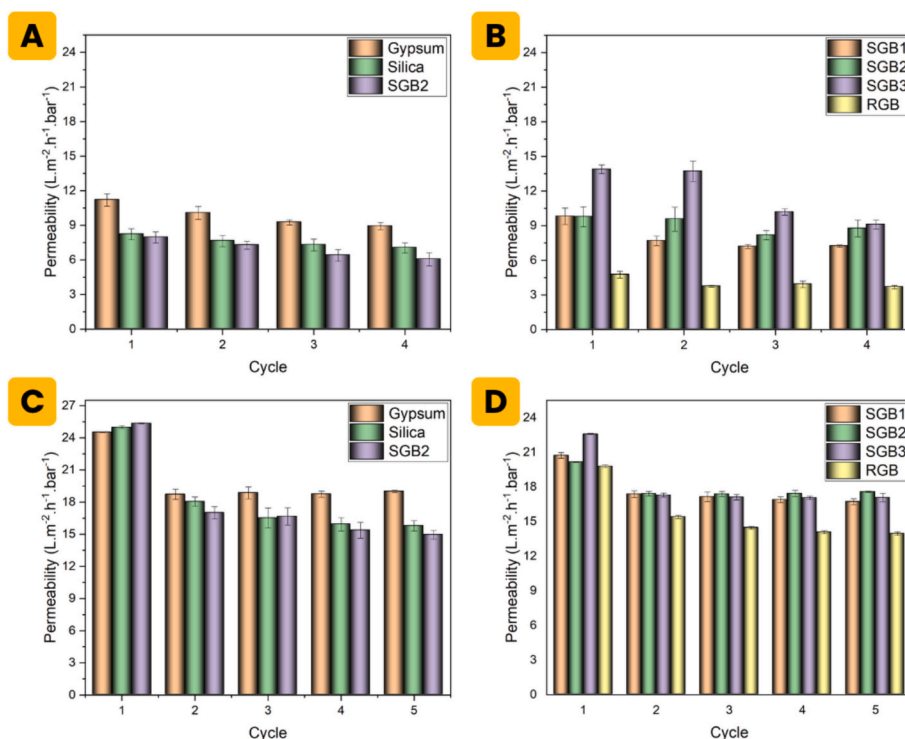 A
Permeability (L.m⁻².h⁻¹.bar⁻¹)
24
21
18
15
12
9
6
3
0
Gypsum
Silica
SGB2
1 2 3 4
Cycle
B
Permeability (L.m⁻².h⁻¹.bar⁻¹)
24
21
18
15
12
9
6
3
0
SGB1
SGB2
SGB3
RGB
1 2 3 4
Cycle
C
Permeability (L.m⁻².h⁻¹.bar⁻¹)
27
24
21
18
15
12
9
6
3
0
Gypsum
Silica
SGB2
1 2 3 4 5
Cycle
D
Permeability (L.m⁻².h⁻¹.bar⁻¹)
24
21
18
15
12
9
6
3
0
SGB1
SGB2
SGB3
RGB
1 2 3 4 5
Cycle